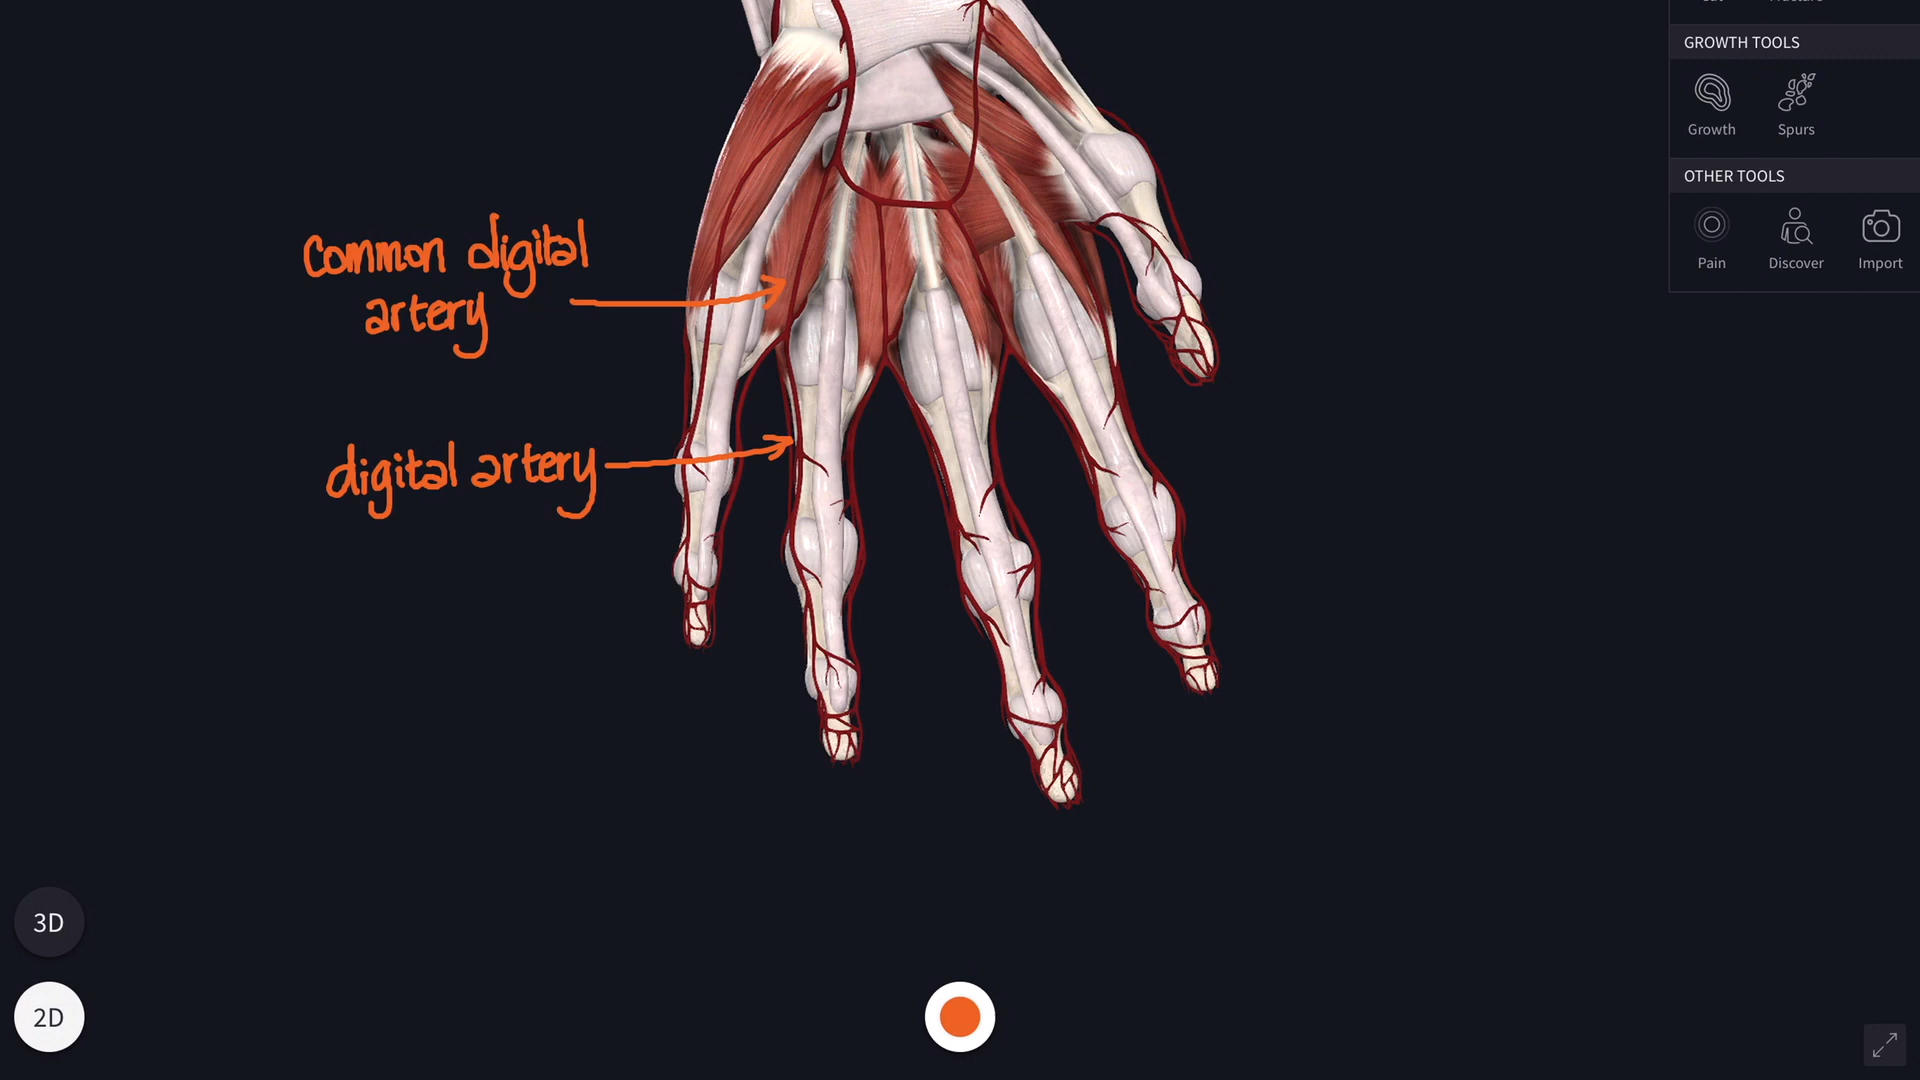 GROWTH TOOLS
Growth Spurs
OTHER TOOLS
Pain Discover Import
Common digital
artery
digital artery
3D
2D